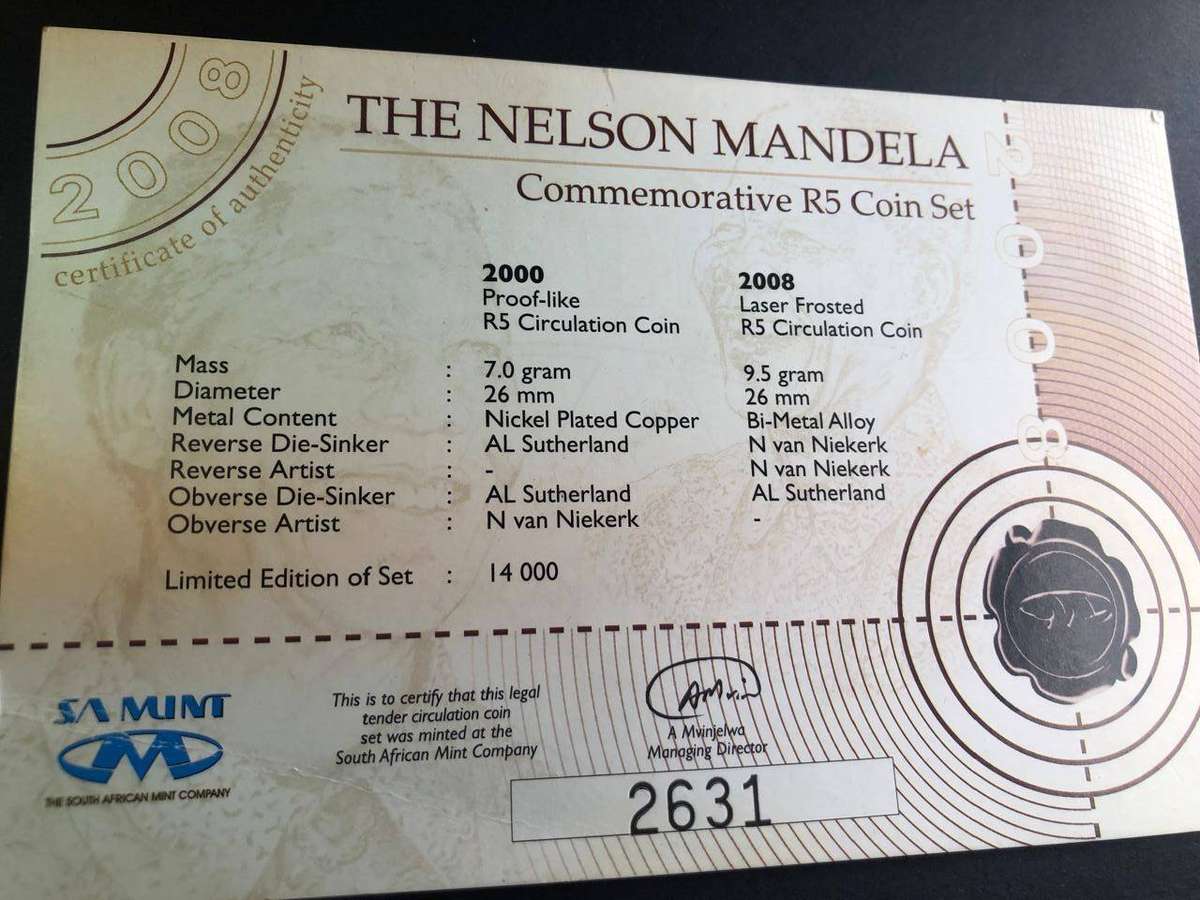 2008
certificate of authenticity
THE NELSON MANDELA
Commemorative R5 Coin Set
2008
2000 2008
Proof-like Laser Frosted
R5 Circulation Coin R5 Circulation Coin
Mass : 7.0 gram 9.5 gram
Diameter : 26 mm 26 mm
Metal Content : Nickel Plated Copper Bi-Metal Alloy
Reverse Die-Sinker : AL Sutherland N van Niekerk
Reverse Artist : - N van Niekerk
Obverse Die-Sinker : AL Sutherland AL Sutherland
Obverse Artist : N van Niekerk -
Limited Edition of Set : 14 000
SA MINT
THE SOUTH AFRICAN MINT COMPANY
This is to certify that this legal
tender circulation coin
set was minted at the
South African Mint Company
A Mvinjelwa
Managing Director
2631